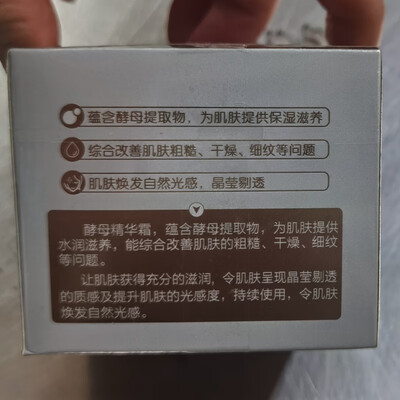 蕴含酵母提取物，为肌肤提供保湿滋养
综合改善肌肤粗糙、干燥、细纹等问题
肌肤焕发自然光感，晶莹剔透
酵母精华霜，蕴含酵母提取物，为肌肤提供
水润滋养，能综合改善肌肤的粗糙、干燥、细纹
等问题。
让肌肤获得充分的滋润，令肌肤呈现晶莹剔透
的质感及提升肌肤的光感度，持续使用，令肌肤
焕发自然光感。